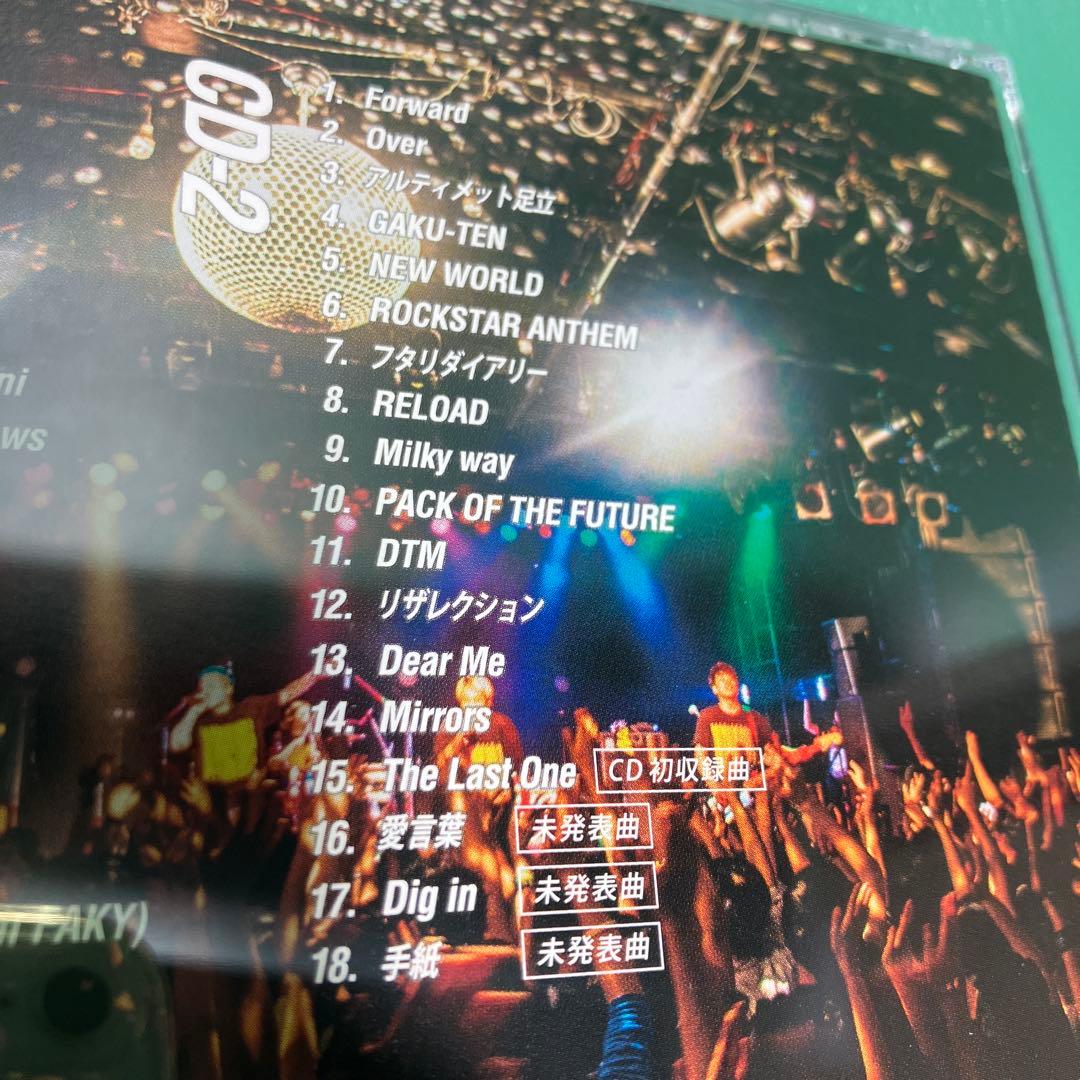 CD-2
1. Forward
2. Over
3. アルティメット足立
4. GAKU-TEN
5. NEW WORLD
6. ROCKSTAR ANTHEM
7. フタリダイアリー
8. RELOAD
9. Milky way
10. PACK OF THE FUTURE
11. DTM
12. リザレクション
13. Dear Me
14. Mirrors
15. The Last One CD初収録曲
16. 愛言葉 未発表曲
17. Dig in 未発表曲
18. 手紙 未発表曲
ni
ws
FAKY)